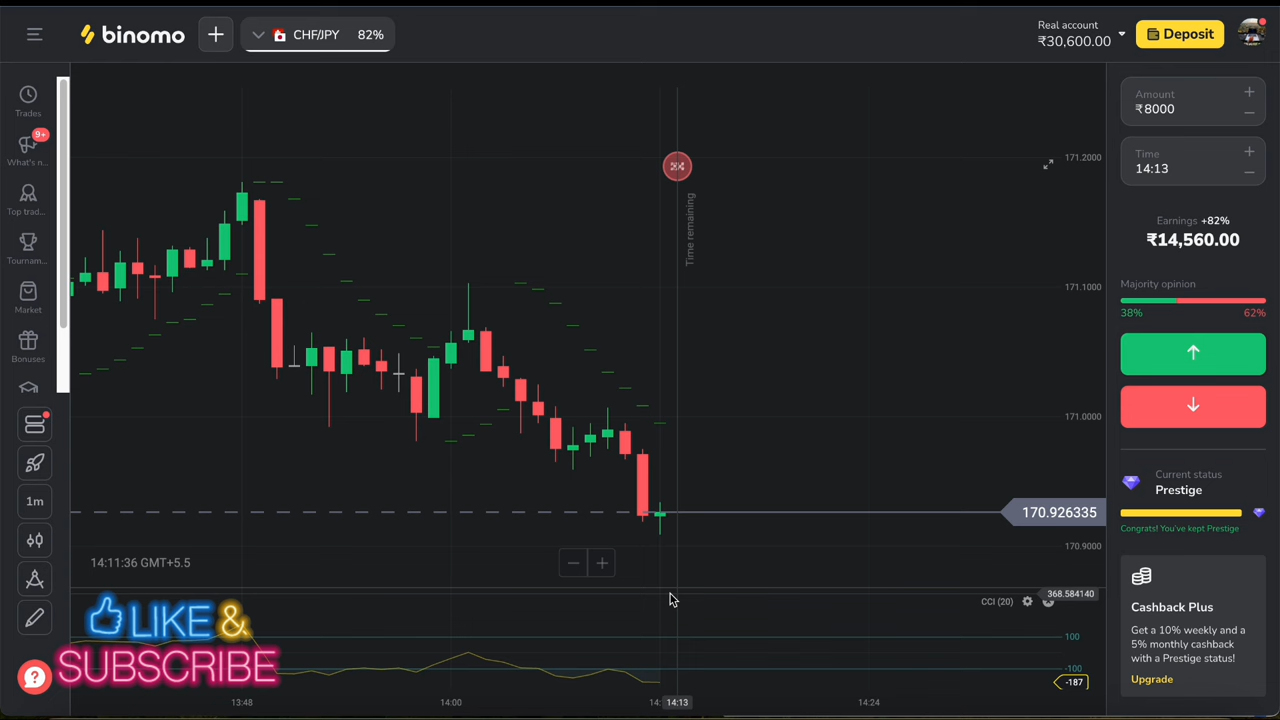 binomo
CHF/JPY 82%
Real account
₹30,600.00
Deposit
Trades
9+
What's n...
Top trad...
Tournam...
Market
Bonuses
1m
171.2000
171.1000
171.0000
170.926335
170.9000
Time remaining
14:11:36 GMT+5.5
CCI (20)
368.584140
100
-100
-187
13:48
14:00
14:
14:13
14:24
LIKE &
SUBSCRIBE
Amount
₹8000
Time
14:13
Earnings +82%
₹14,560.00
Majority opinion
38% 62%
Current status
Prestige
Congrats! You've kept Prestige
Cashback Plus
Get a 10% weekly and a
5% monthly cashback
with a Prestige status!
Upgrade